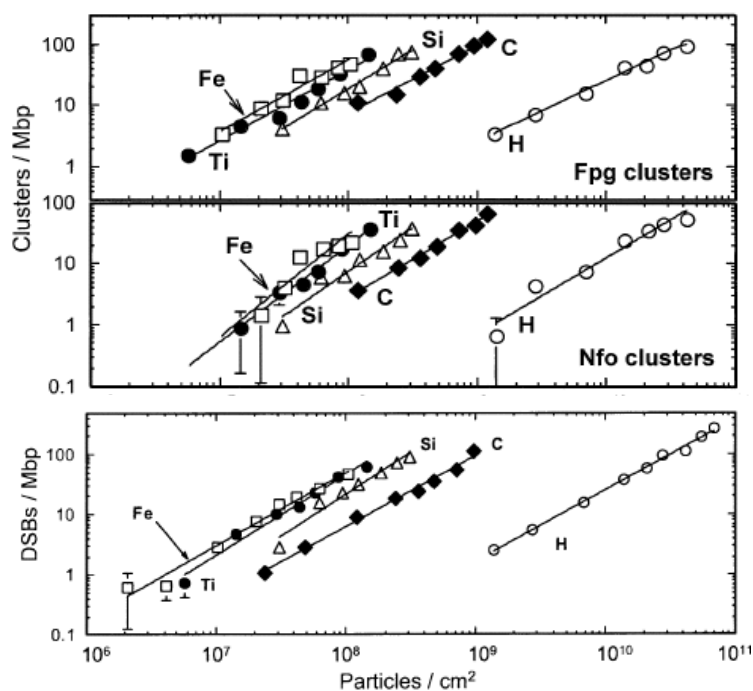 100
10
1
Fe
Ti
Si
C
H
Fpg clusters
Clusters / Mbp
100
10
1
0.1
Fe
Ti
Si
C
H
Nfo clusters
100
10
1
0.1
Fe
Ti
Si
C
H
DSBs / Mbp
10⁶ 10⁷ 10⁸ 10⁹ 10¹⁰ 10¹¹
Particles / cm²